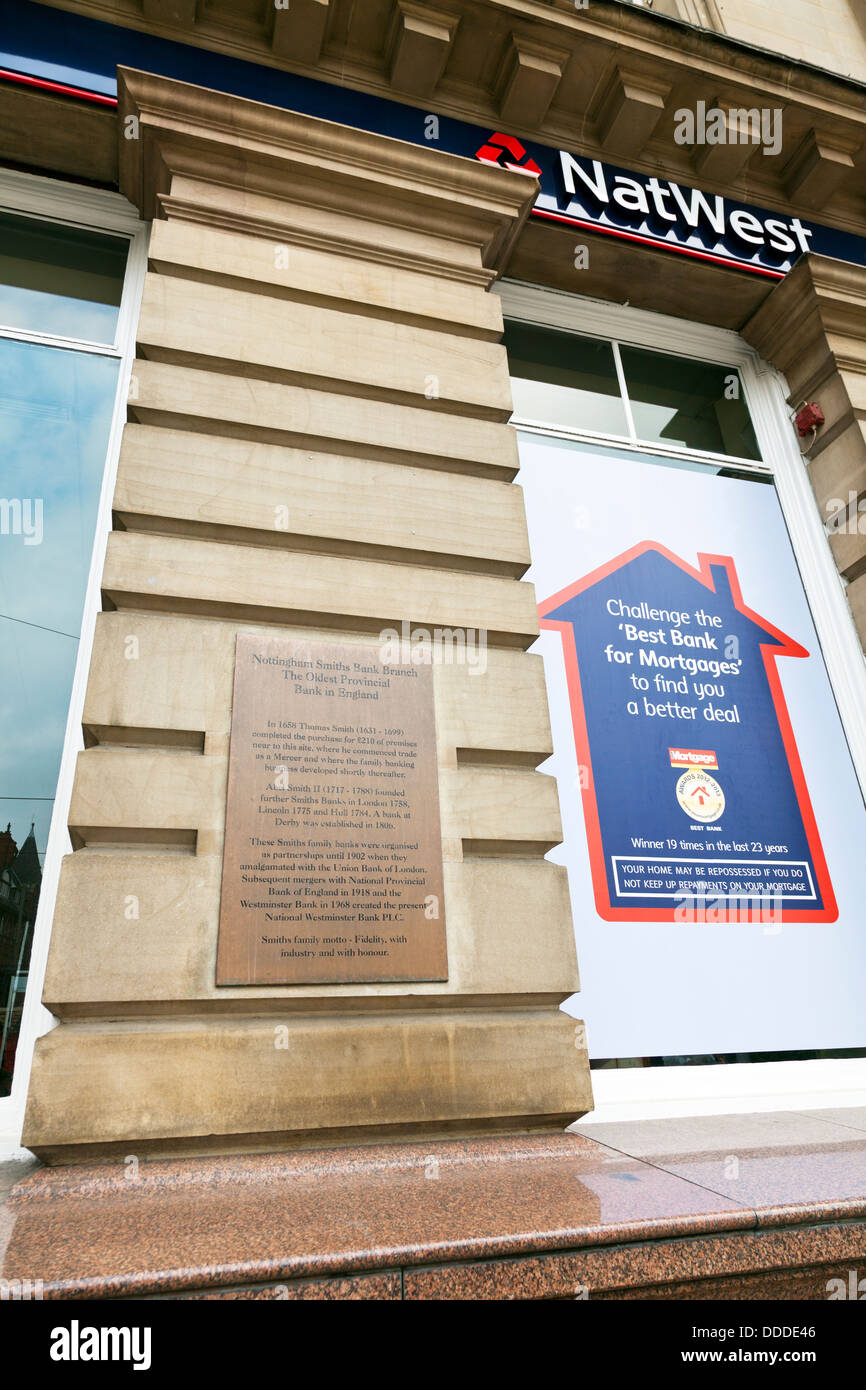 NatWest
Nottingham Smiths Bank Branch
The Oldest Provincial
Bank in England
In 1658 Thomas Smith (1631 - 1699)
completed the purchase for £210 of premises
near to this site, where he commenced trade
as a Mercer and where the family banking
business developed shortly thereafter.
Abel Smith II (1717 - 1788) founded
further Smiths Banks in London 1758,
Lincoln 1775 and Hull 1784. A bank at
Derby was established in 1806.
These Smiths family banks were organised
as partnerships until 1902 when they
amalgamated with the Union Bank of London.
Subsequent mergers with National Provincial
Bank of England in 1918 and the
Westminster Bank in 1968 created the present
National Westminster Bank PLC.
Smiths family motto - Fidelity, with
industry and with honour.
Challenge the
'Best Bank
for Mortgages'
to find you
a better deal
Mortgage
AWARDS 2012-2013
BEST BANK
Winner 19 times in the last 23 years
YOUR HOME MAY BE REPOSSESSED IF YOU DO
NOT KEEP UP REPAYMENTS ON YOUR MORTGAGE
alamy
alamy
Image ID: DDDE46
www.alamy.com